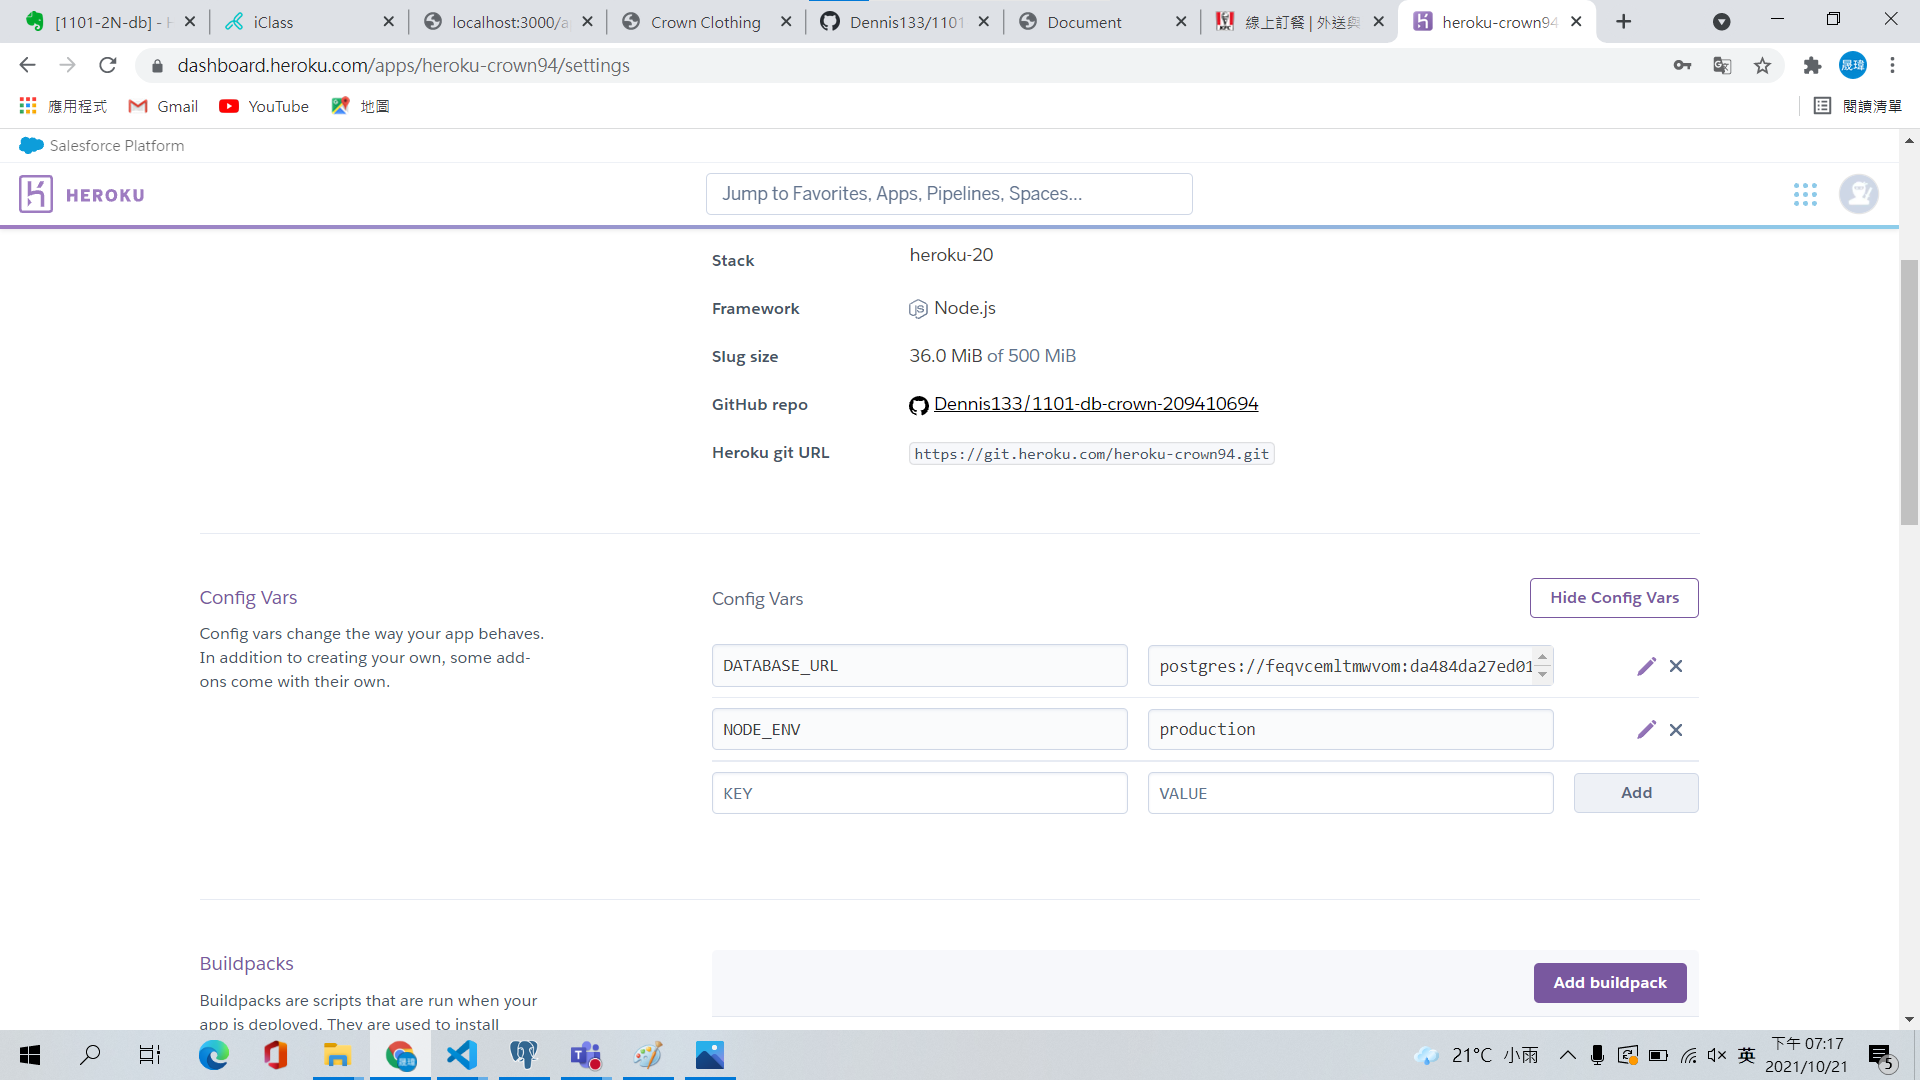 [1101-2N-db] -
iClass
localhost:3000/a
Crown Clothing
Dennis133/1101
Document
線上訂餐 | 外送與
heroku-crown94
dashboard.heroku.com/apps/heroku-crown94/settings
晟瑋
應用程式
Gmail
YouTube
地圖
閱讀清單
Salesforce Platform
HEROKU
Jump to Favorites, Apps, Pipelines, Spaces...
Stack
heroku-20
Framework
Node.js
Slug size
36.0 MiB of 500 MiB
GitHub repo
Dennis133/1101-db-crown-209410694
Heroku git URL
https://git.heroku.com/heroku-crown94.git
Config Vars
Config vars change the way your app behaves.
In addition to creating your own, some add-
ons come with their own.
Config Vars
Hide Config Vars
DATABASE_URL
postgres://feqvcemltmwvom:da484da27ed01
NODE_ENV
production
KEY
VALUE
Add
Buildpacks
Buildpacks are scripts that are run when your
app is deployed. They are used to install
Add buildpack
21°C 小雨
英
下午 07:17
2021/10/21
5